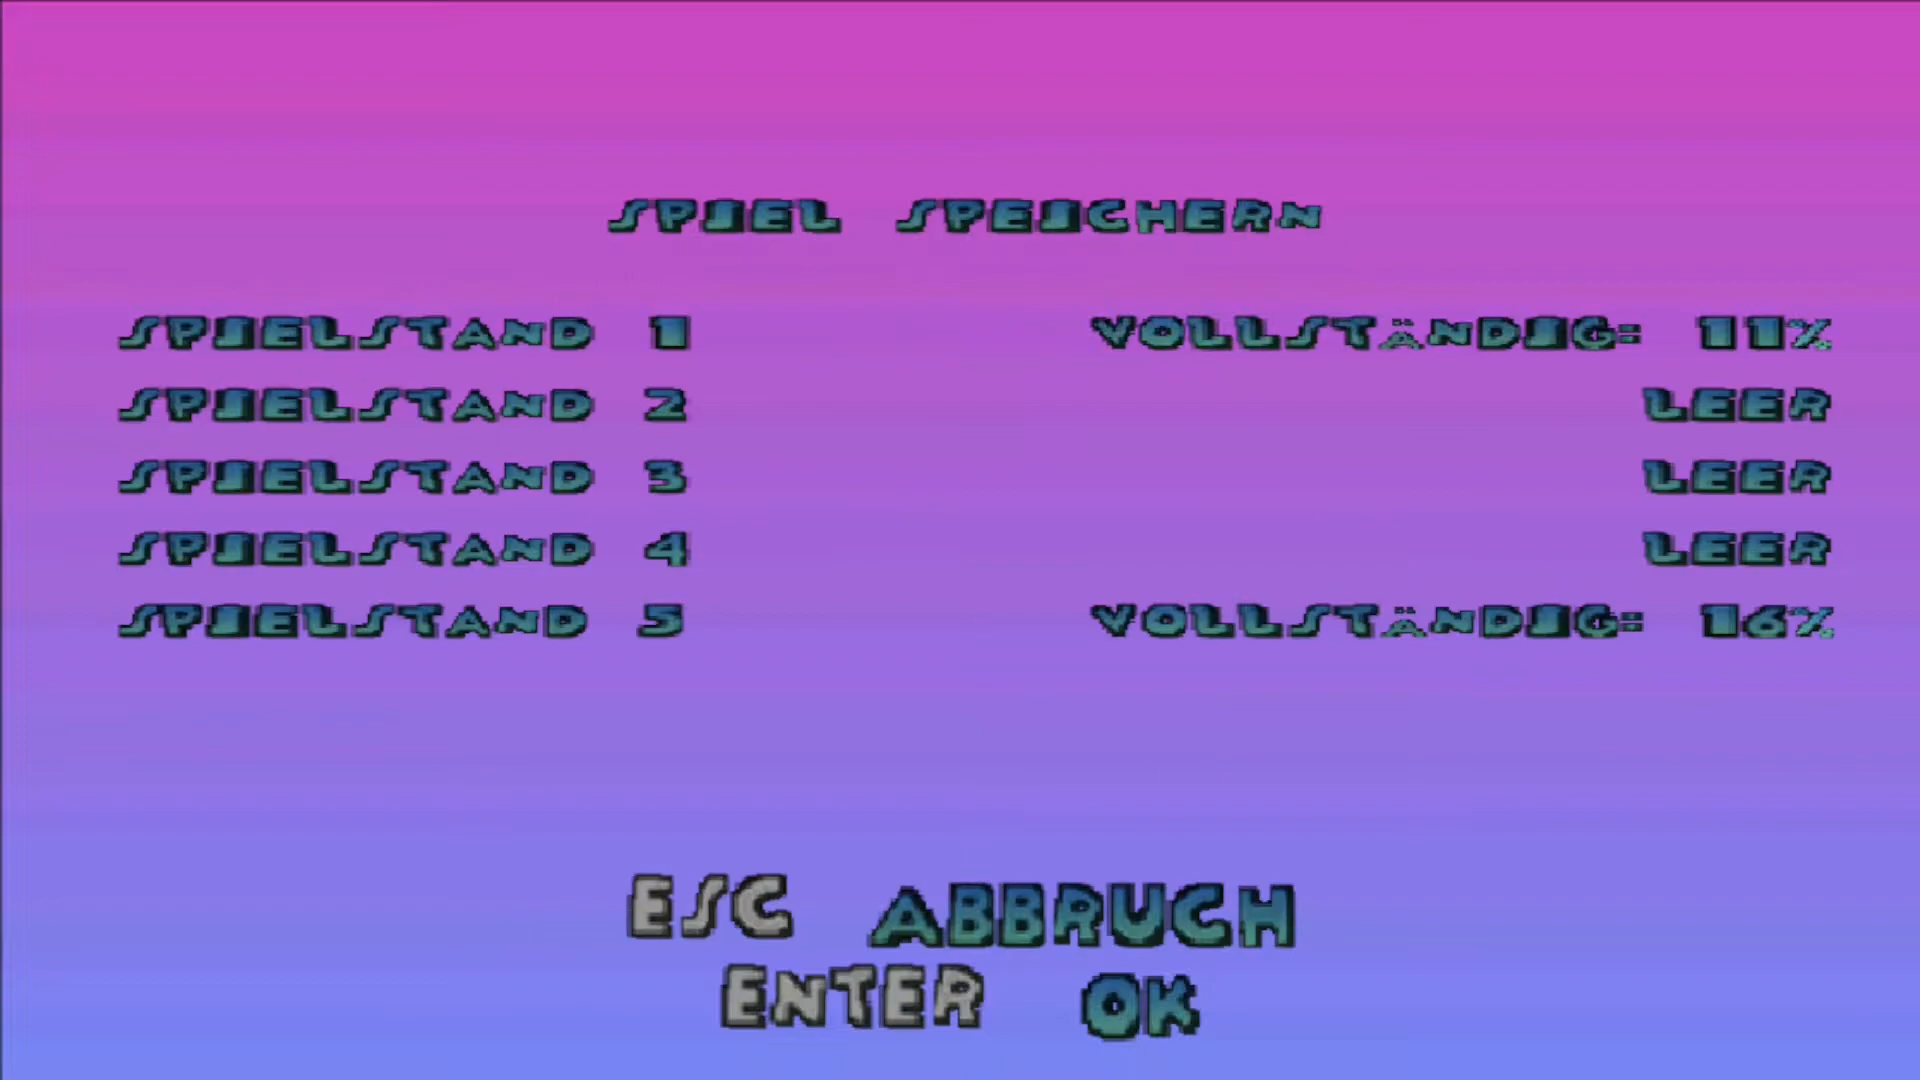 SPIEL SPEICHERN
SPIELSTAND 1 VOLLSTÄNDIG: 11%
SPIELSTAND 2 LEER
SPIELSTAND 3 LEER
SPIELSTAND 4 LEER
SPIELSTAND 5 VOLLSTÄNDIG: 16%
ESC ABBRUCH
ENTER OK